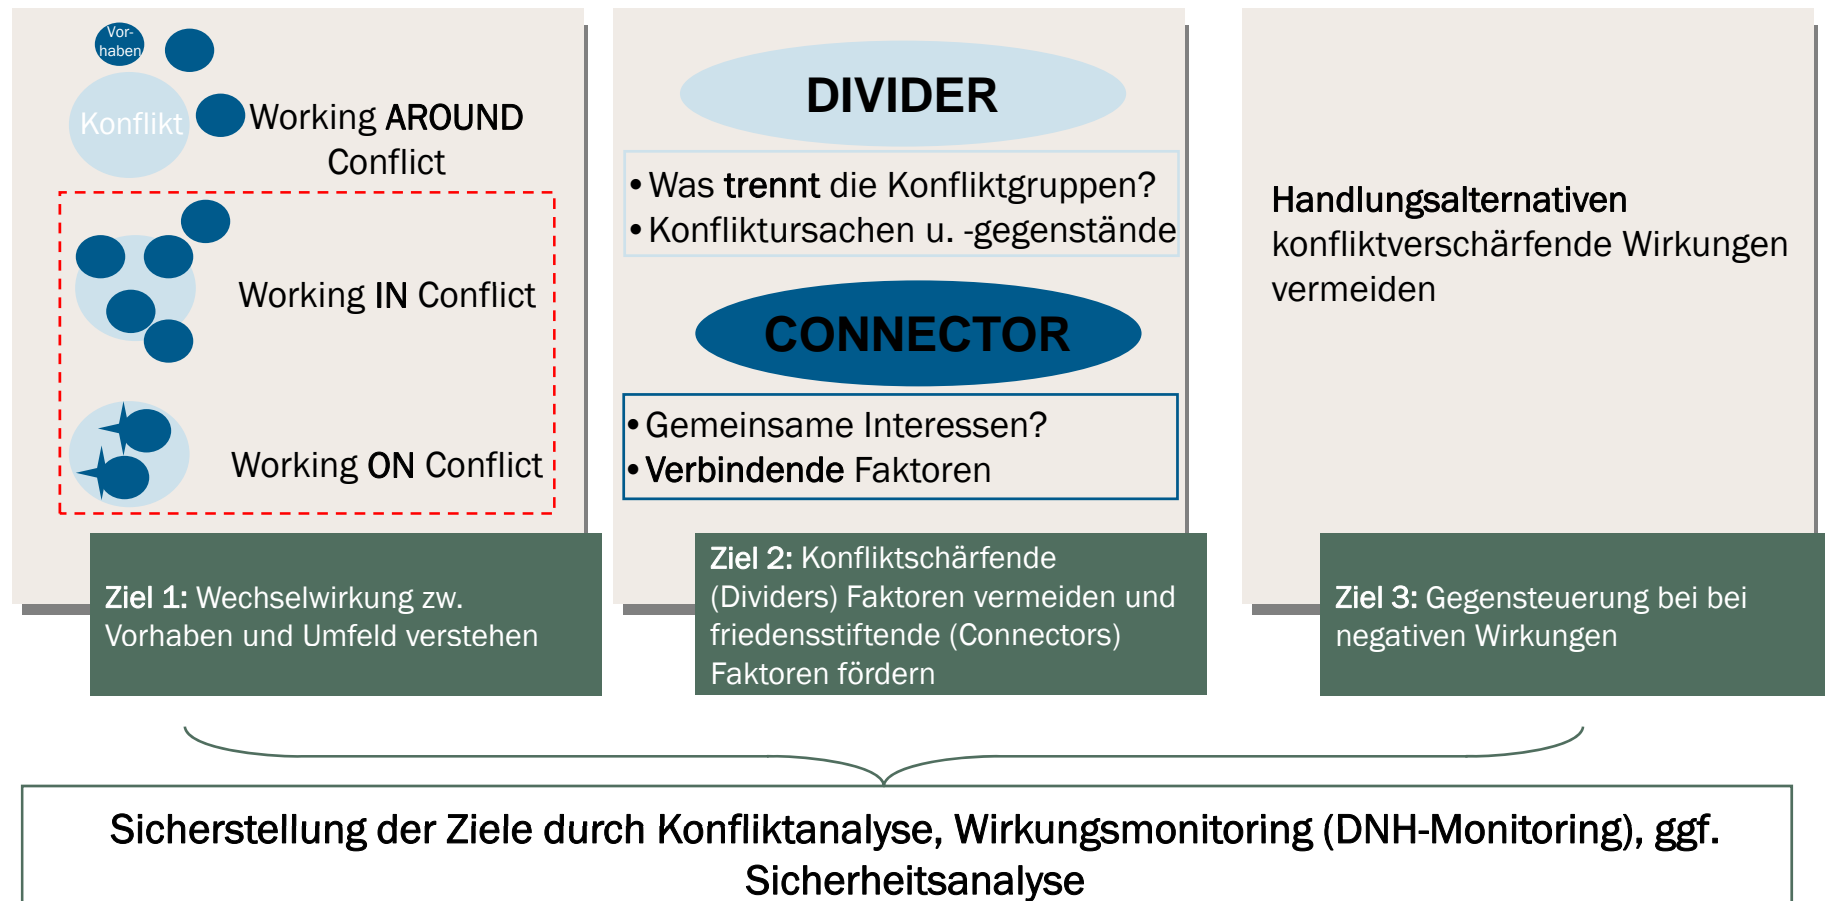 Vor-
haben
Konflikt
Working AROUND
Conflict
Working IN Conflict
Working ON Conflict
Ziel 1: Wechselwirkung zw.
Vorhaben und Umfeld verstehen
DIVIDER
•Was trennt die Konfliktgruppen?
•Konfliktursachen u. -gegenstände
CONNECTOR
•Gemeinsame Interessen?
•Verbindende Faktoren
Ziel 2: Konfliktschärfende
(Dividers) Faktoren vermeiden und
friedensstiftende (Connectors)
Faktoren fördern
Handlungsalternativen
konfliktverschärfende Wirkungen
vermeiden
Ziel 3: Gegensteuerung bei bei
negativen Wirkungen
Sicherstellung der Ziele durch Konfliktanalyse, Wirkungsmonitoring (DNH-Monitoring), ggf.
Sicherheitsanalyse